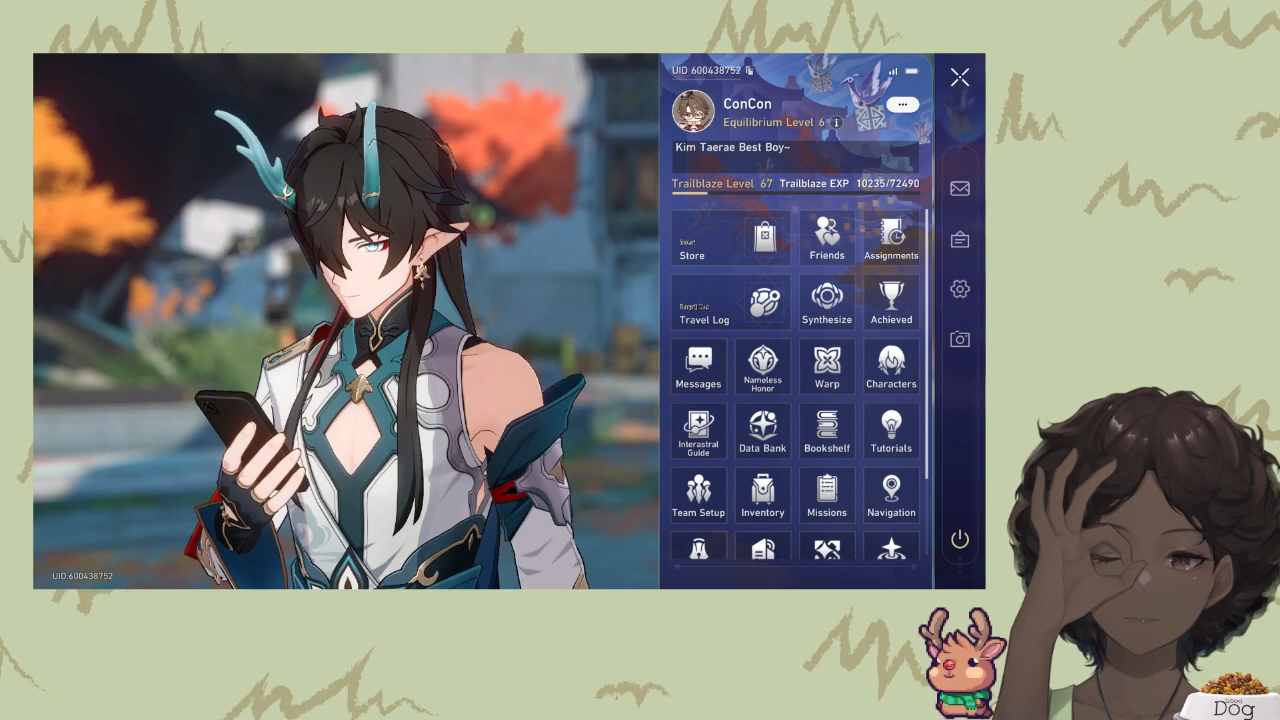 UID 600438752
ConCon
Equilibrium Level 6
Kim Taerae Best Boy~
Trailblaze Level 67 Trailblaze EXP 10235/72490
Store
Friends
Assignments
Travel Log
Synthesize
Achieved
Messages
Nameless
Honor
Warp
Characters
Interastral
Guide
Data Bank
Bookshelf
Tutorials
Team Setup
Inventory
Missions
Navigation
UID:600438752
Good
Dog